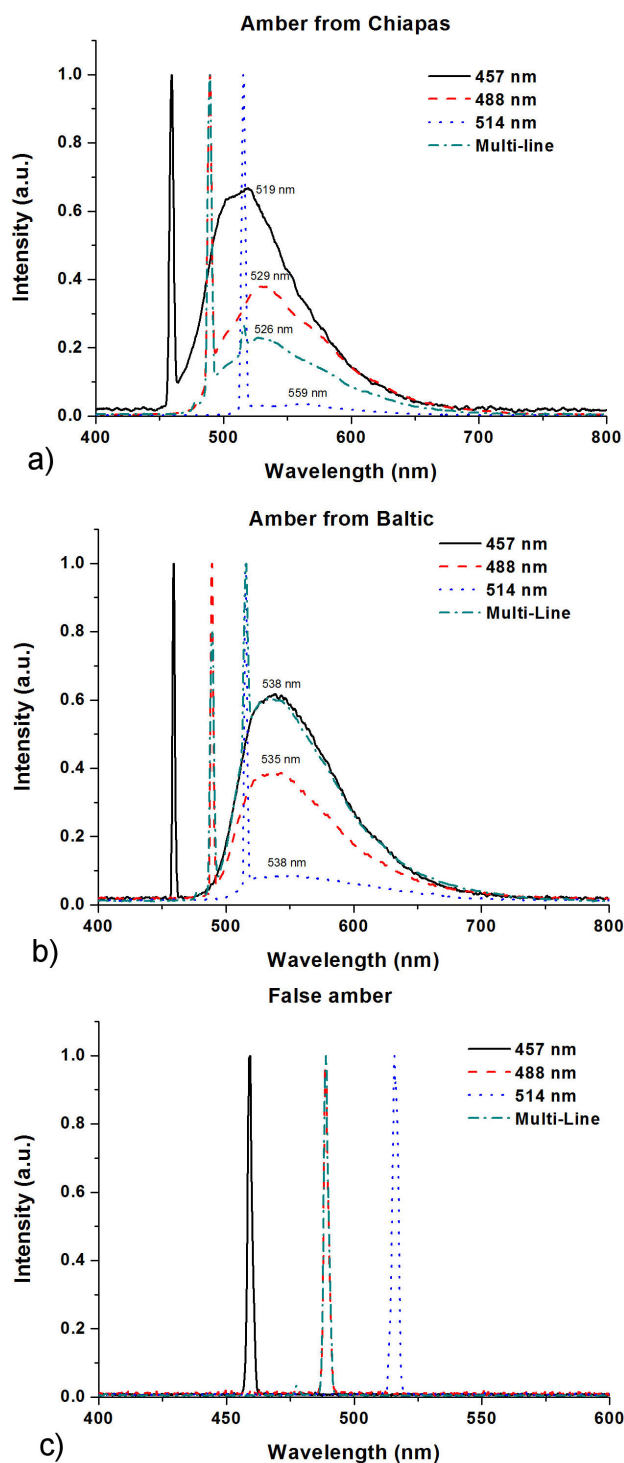 Amber from Chiapas
457 nm
488 nm
514 nm
Multi-line
519 nm
529 nm
526 nm
559 nm
Intensity (a.u.)
1.0
0.8
0.6
0.4
0.2
0.0
400 500 600 700 800
Wavelength (nm)
a)
Amber from Baltic
457 nm
488 nm
514 nm
Multi-Line
538 nm
535 nm
538 nm
Intensity (a.u.)
1.0
0.8
0.6
0.4
0.2
0.0
400 500 600 700 800
Wavelength (nm)
b)
False amber
457 nm
488 nm
514 nm
Multi-Line
Intensity (a.u.)
1.0
0.8
0.6
0.4
0.2
0.0
400 450 500 550 600
Wavelength (nm)
c)